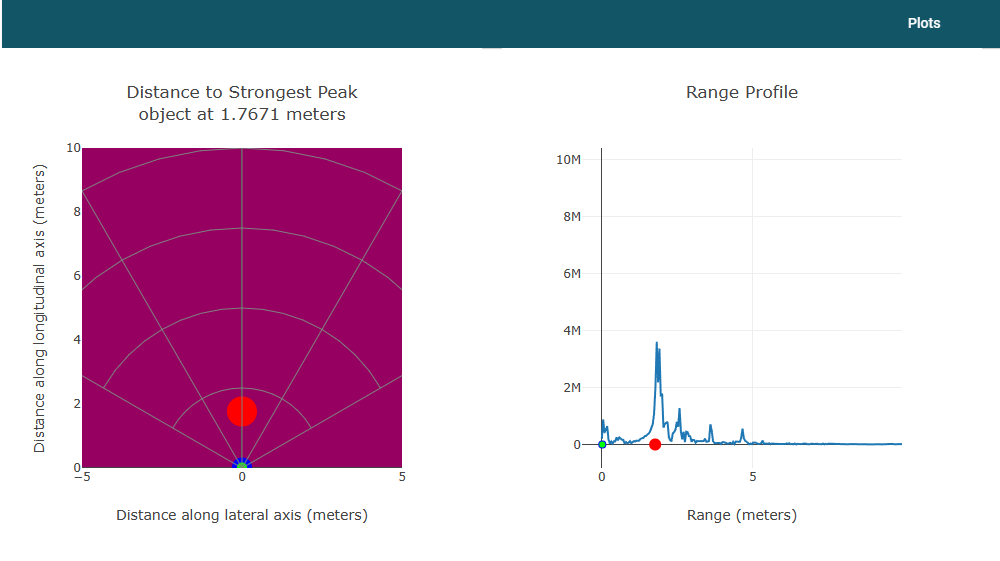 Plots
Distance to Strongest Peak
object at 1.7671 meters
Range Profile
Distance along longitudinal axis (meters)
10
8
6
4
2
0
−5
0
5
Distance along lateral axis (meters)
10M
8M
6M
4M
2M
0
0
5
Range (meters)